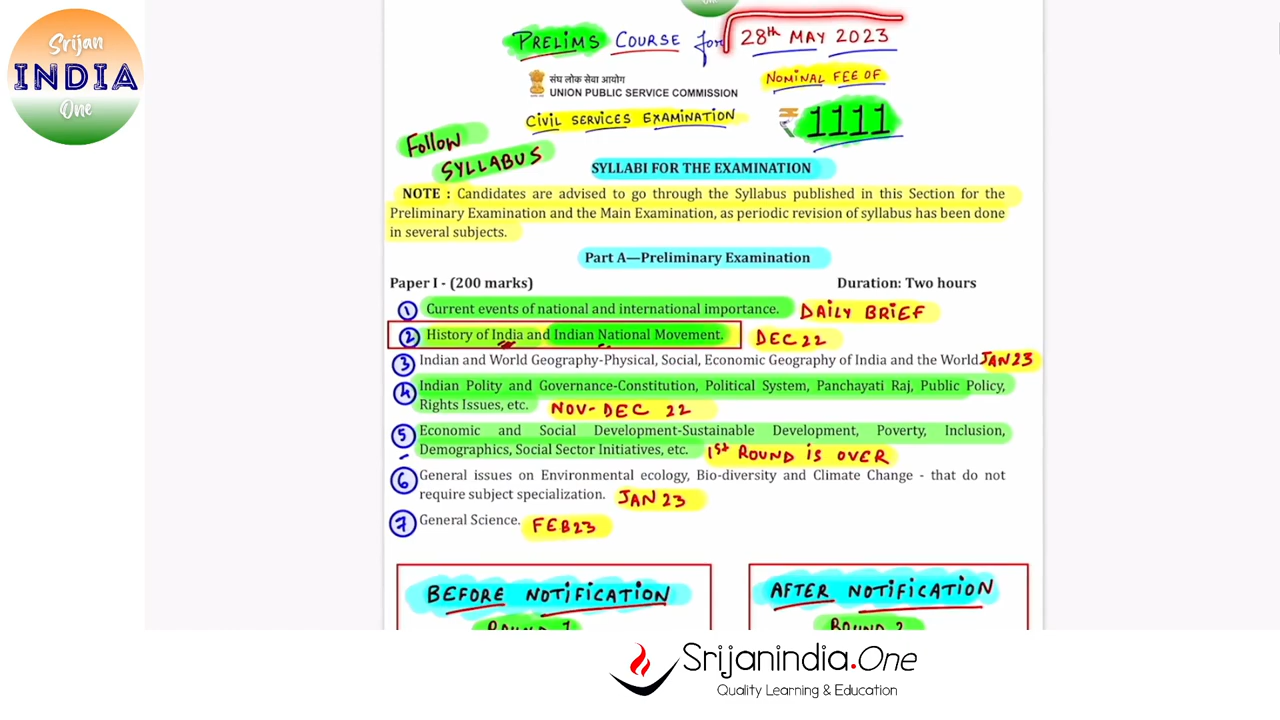 Srijan
INDIA
One
PRELIMS COURSE for 28th MAY 2023
संघ लोक सेवा आयोग
UNION PUBLIC SERVICE COMMISSION
NOMINAL FEE OF
₹ 1111
CIVIL SERVICES EXAMINATION
Follow
SYLLABUS
SYLLABI FOR THE EXAMINATION
NOTE : Candidates are advised to go through the Syllabus published in this Section for the
Preliminary Examination and the Main Examination, as periodic revision of syllabus has been done
in several subjects.
Part A—Preliminary Examination
Paper I - (200 marks) Duration: Two hours
1 Current events of national and international importance. DAILY BRIEF
2 History of India and Indian National Movement. DEC 22
3 Indian and World Geography-Physical, Social, Economic Geography of India and the World. JAN 23
4 Indian Polity and Governance-Constitution, Political System, Panchayati Raj, Public Policy,
Rights Issues, etc. NOV-DEC 22
5 Economic and Social Development-Sustainable Development, Poverty, Inclusion,
Demographics, Social Sector Initiatives, etc. 1st ROUND IS OVER
6 General issues on Environmental ecology, Bio-diversity and Climate Change - that do not
require subject specialization. JAN 23
7 General Science. FEB 23
BEFORE NOTIFICATION AFTER NOTIFICATION
ROUND 1 ROUND 2
Srijanindia.One
Quality Learning & Education